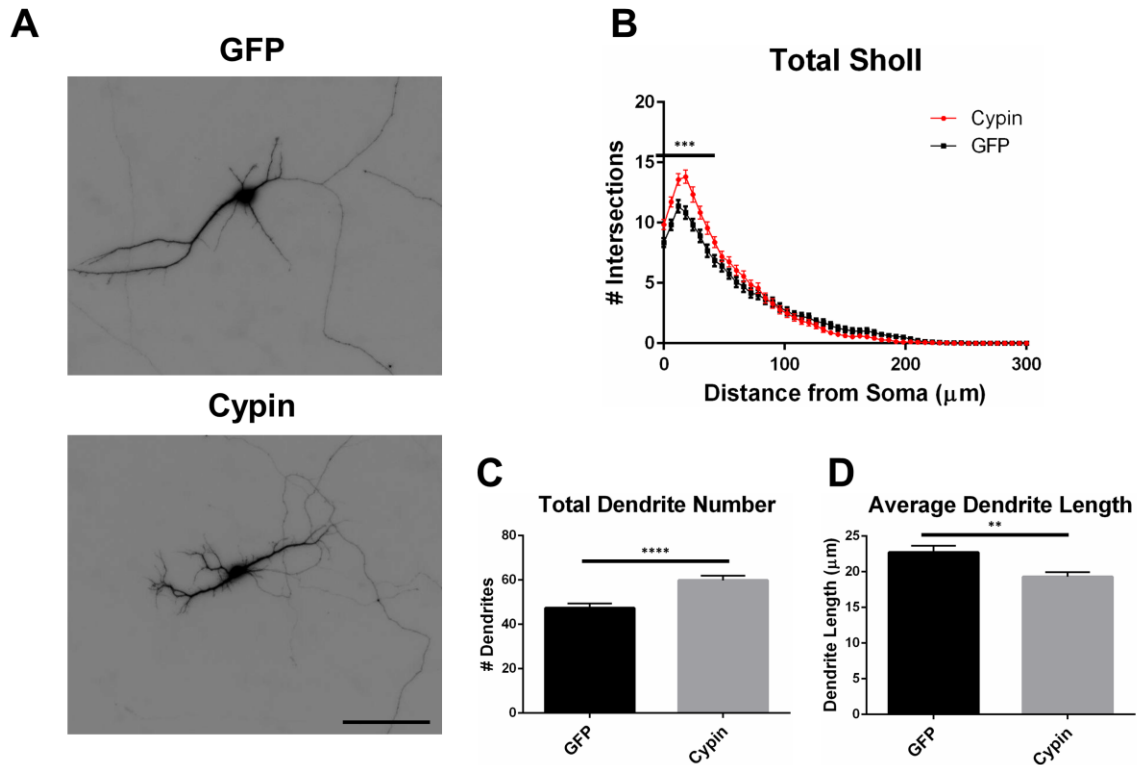 A
GFP
Cypin
B
Total Sholl
# Intersections
20
15
10
5
0
***
Cypin
GFP
0
100
200
300
Distance from Soma (μm)
C
Total Dendrite Number
# Dendrites
80
60
40
20
0
****
GFP
Cypin
D
Average Dendrite Length
Dendrite Length (μm)
25
20
15
10
5
0
**
GFP
Cypin